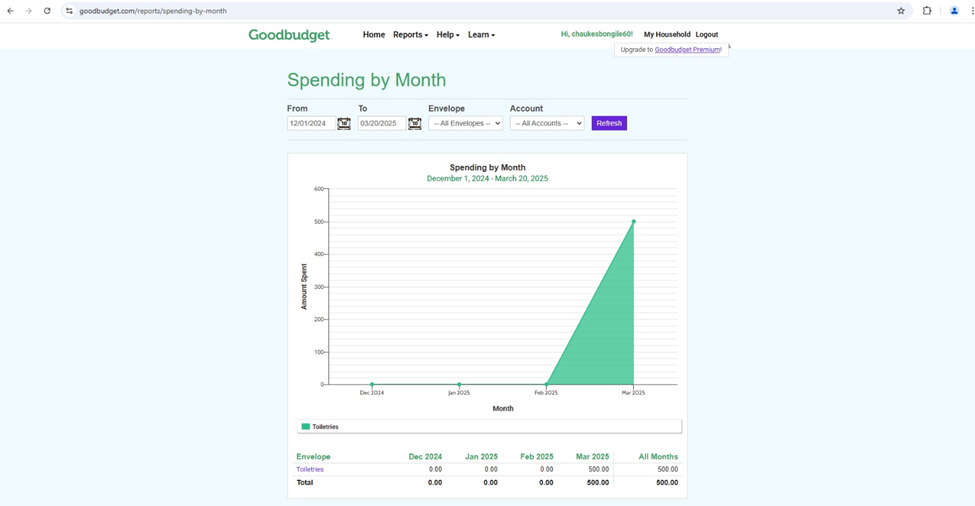 goodbudget.com/reports/spending-by-month
Goodbudget
Home Reports Help Learn Hi, chaukesbongile60! My Household Logout
Upgrade to Goodbudget Premium!
Spending by Month
From To Envelope Account
12/01/2024 03/20/2025 -- All Envelopes -- -- All Accounts -- Refresh
Spending by Month
December 1, 2024 - March 20, 2025
600
500
400
300
200
100
0
Amount Spent
Dec 2024 Jan 2025 Feb 2025 Mar 2025
Month
Toiletries
Envelope Dec 2024 Jan 2025 Feb 2025 Mar 2025 All Months
Toiletries 0.00 0.00 0.00 500.00 500.00
Total 0.00 0.00 0.00 500.00 500.00